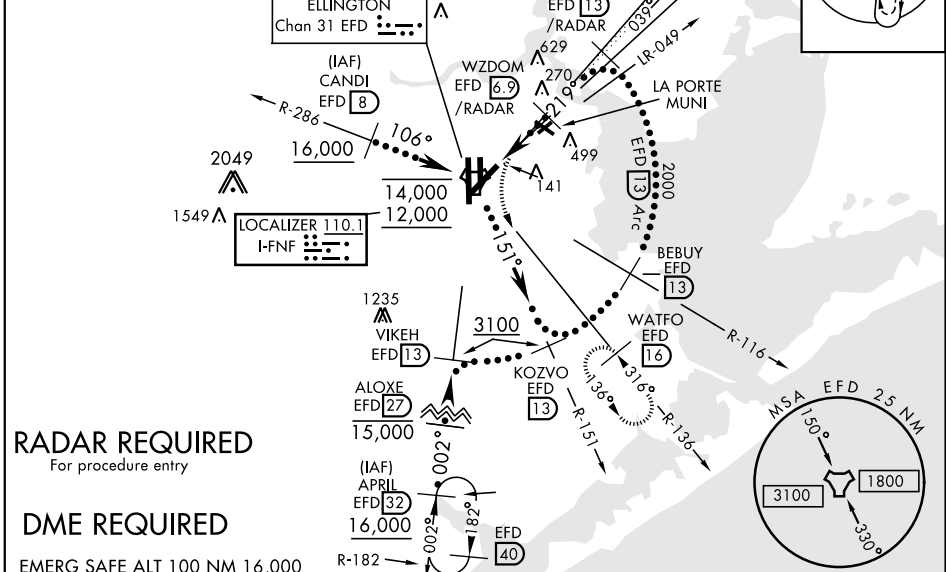 ELLINGTON
Chan 31 EFD
EFD 13
/RADAR
039°
LR-049
629
270
WZDOM
EFD 6.9
/RADAR
219°
LA PORTE
MUNI
499
141
(IAF)
CANDI
EFD 8
R-286
106°
16,000
2049
1549
14,000
12,000
LOCALIZER 110.1
I-FNF
EFD 13 Arc
2000
151°
BEBUY
EFD
13
R-116
1235
VIKEH
EFD 13
3100
WATFO
EFD
16
KOZVO
EFD
13
316°
136°
R-151
R-136
ALOXE
EFD 27
15,000
002°
RADAR REQUIRED
For procedure entry
(IAF)
APRIL
EFD 32
16,000
002°
182°
EFD
40
R-182
DME REQUIRED
EMERG SAFE ALT 100 NM 16,000
MSA EFD 25 NM
150°
3100
1800
330°